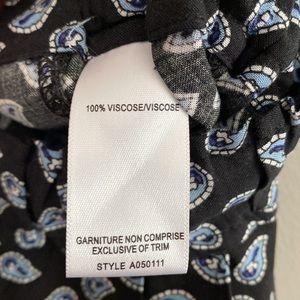 100% VISCOSE/VISCOSE
GARNITURE NON COMPRISE
EXCLUSIVE OF TRIM
STYLE A050111